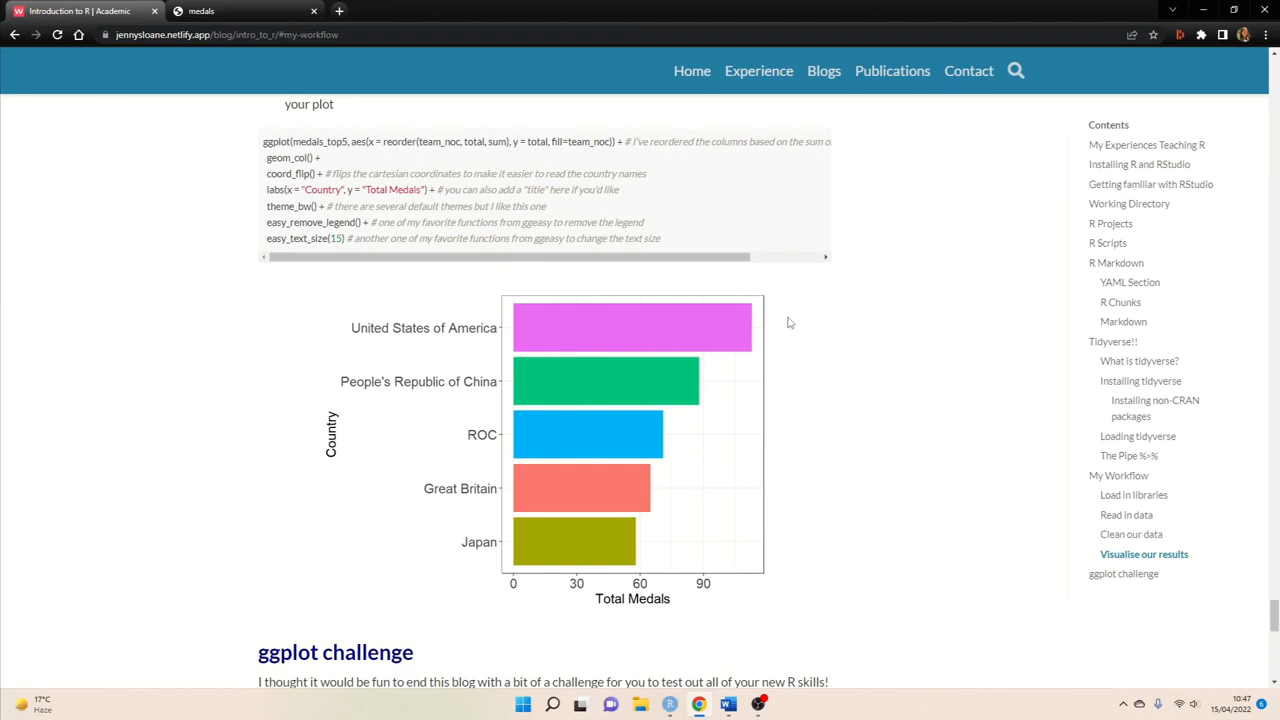 Introduction to R | Academic
medals
jennysloane.netlify.app/blog/intro_to_r/#my-workflow
Home Experience Blogs Publications Contact
your plot
ggplot(medals_top5, aes(x = reorder(team_noc, total, sum), y = total, fill=team_noc)) + # I've reordered the columns based on the sum o
geom_col() +
coord_flip() + # flips the cartesian coordinates to make it easier to read the country names
labs(x = "Country", y = "Total Medals") + # you can also add a "title" here if you'd like
theme_bw() + # there are several default themes but I like this one
easy_remove_legend() + # one of my favorite functions from ggeasy to remove the legend
easy_text_size(15) # another one of my favorite functions from ggeasy to change the text size
United States of America
People's Republic of China
ROC
Great Britain
Japan
Country
0 30 60 90
Total Medals
ggplot challenge
I thought it would be fun to end this blog with a bit of a challenge for you to test out all of your new R skills!
Contents
My Experiences Teaching R
Installing R and RStudio
Getting familiar with RStudio
Working Directory
R Projects
R Scripts
R Markdown
YAML Section
R Chunks
Markdown
Tidyverse!!
What is tidyverse?
Installing tidyverse
Installing non-CRAN
packages
Loading tidyverse
The Pipe %>%
My Workflow
Load in libraries
Read in data
Clean our data
Visualise our results
ggplot challenge
17°C
Haze
10:47
15/04/2022
6